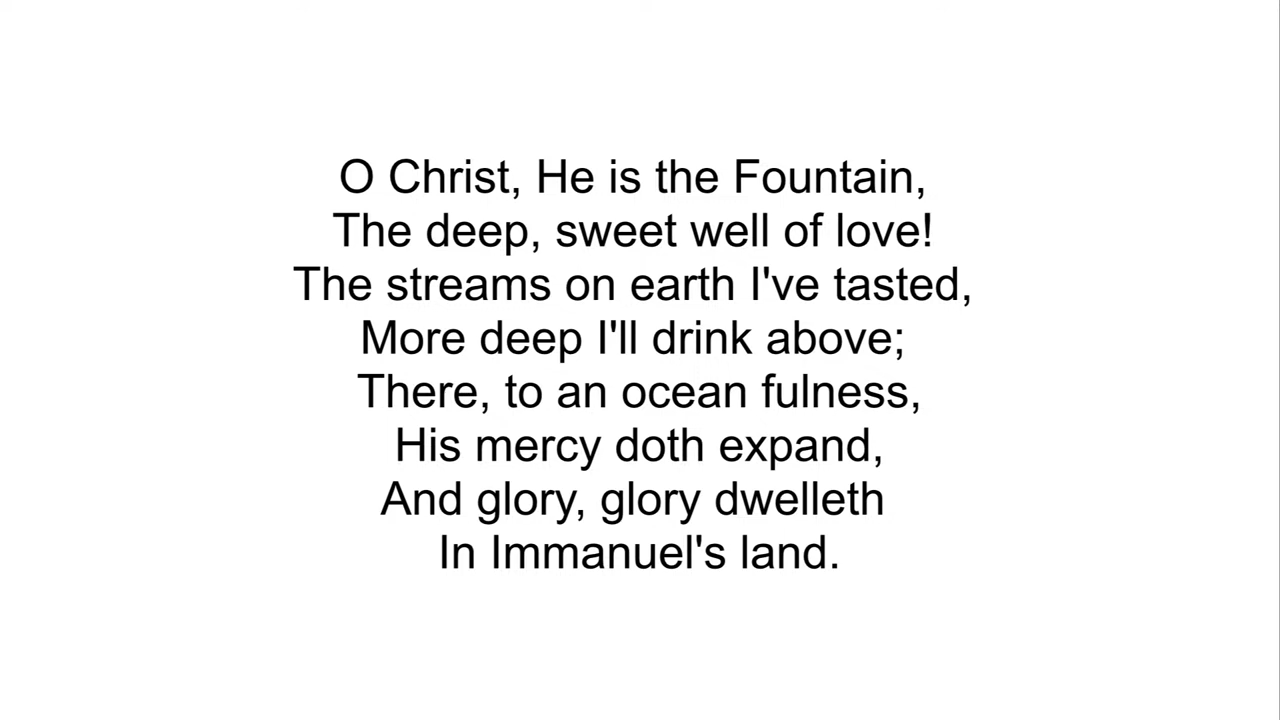 O Christ, He is the Fountain,
The deep, sweet well of love!
The streams on earth I've tasted,
More deep I'll drink above;
There, to an ocean fulness,
His mercy doth expand,
And glory, glory dwelleth
In Immanuel's land.